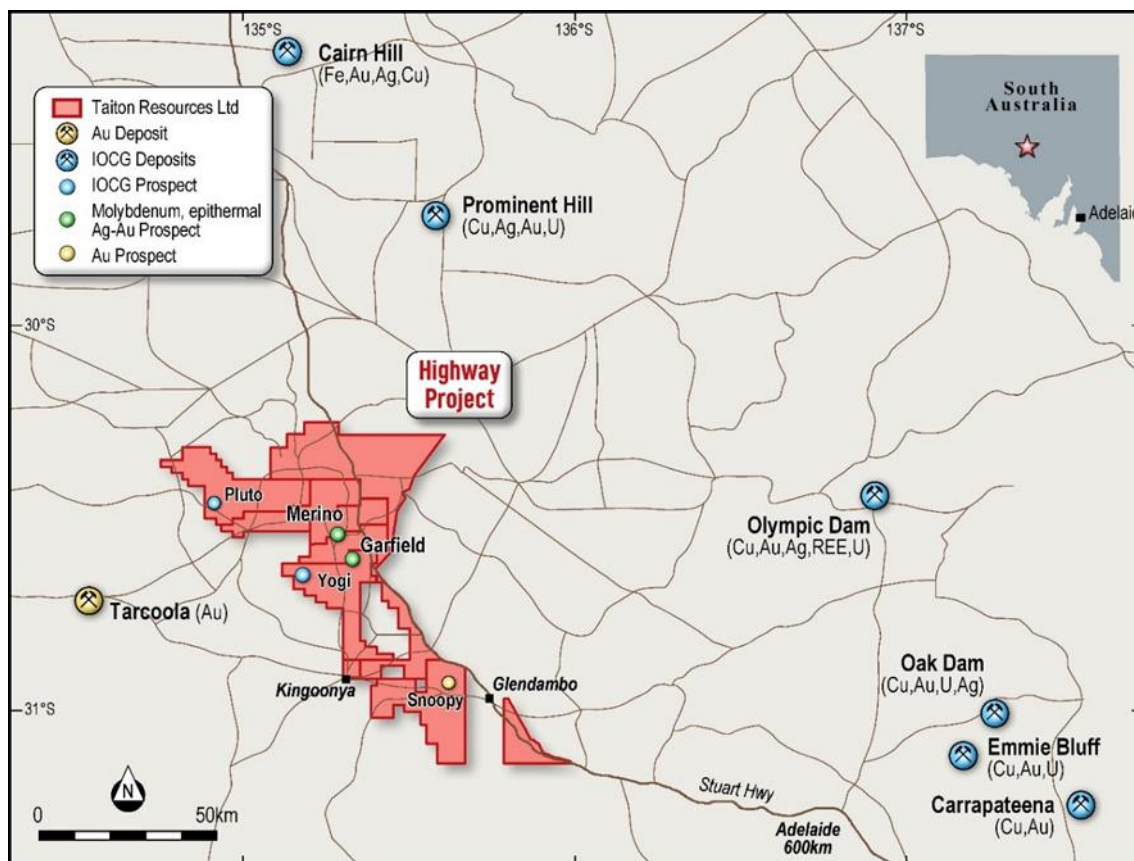 135°S
136°S
137°S
Cairn Hill
(Fe,Au,Ag,Cu)
South
Australia
Adelaide
Taiton Resources Ltd
Au Deposit
IOCG Deposits
IOCG Prospect
Molybdenum, epithermal
Ag-Au Prospect
Au Prospect
Prominent Hill
(Cu,Ag,Au,U)
30°S
Highway
Project
Pluto
Merino
Garfield
Yogi
Olympic Dam
(Cu,Au,Ag,REE,U)
Tarcoola (Au)
Kingoonya
Snoopy
Glendambo
Oak Dam
(Cu,Au,U,Ag)
31°S
Emmie Bluff
(Cu,Au,U)
Carrapateena
(Cu,Au)
N
0
50km
Stuart Hwy
Adelaide
600km